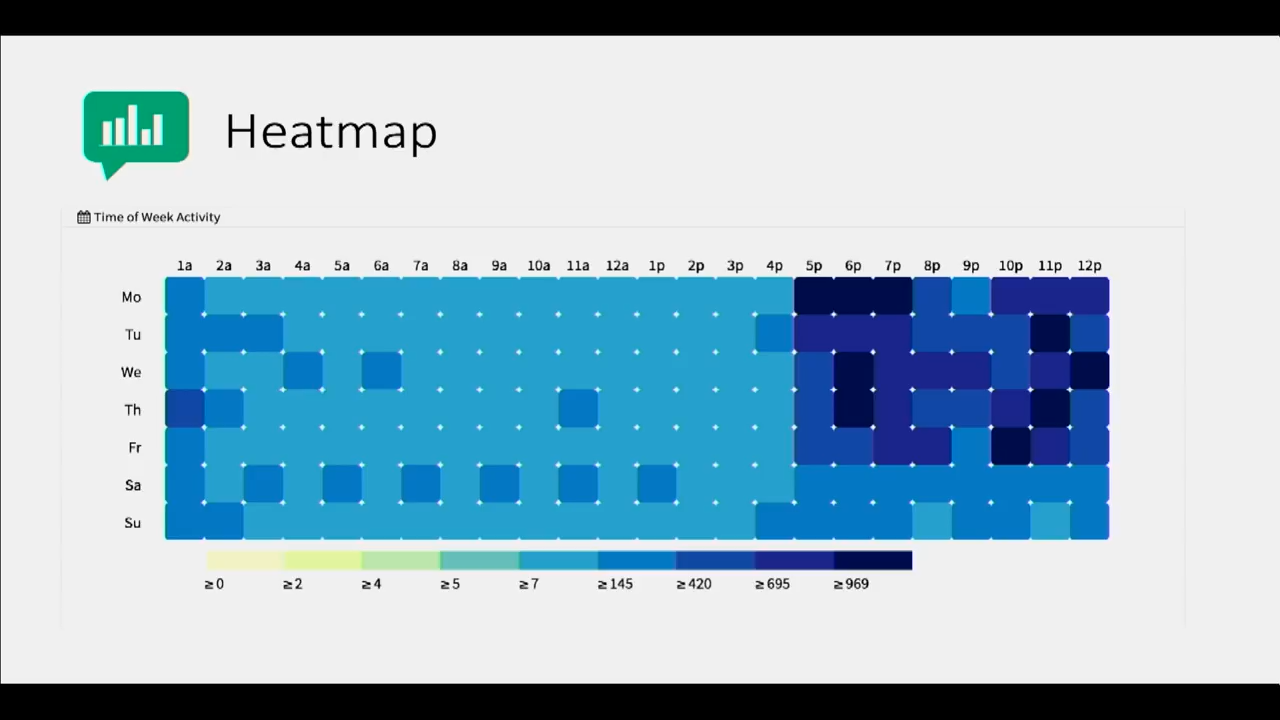 Heatmap
Time of Week Activity
1a 2a 3a 4a 5a 6a 7a 8a 9a 10a 11a 12a 1p 2p 3p 4p 5p 6p 7p 8p 9p 10p 11p 12p
Mo
Tu
We
Th
Fr
Sa
Su
≥0 ≥2 ≥4 ≥5 ≥7 ≥145 ≥420 ≥695 ≥969